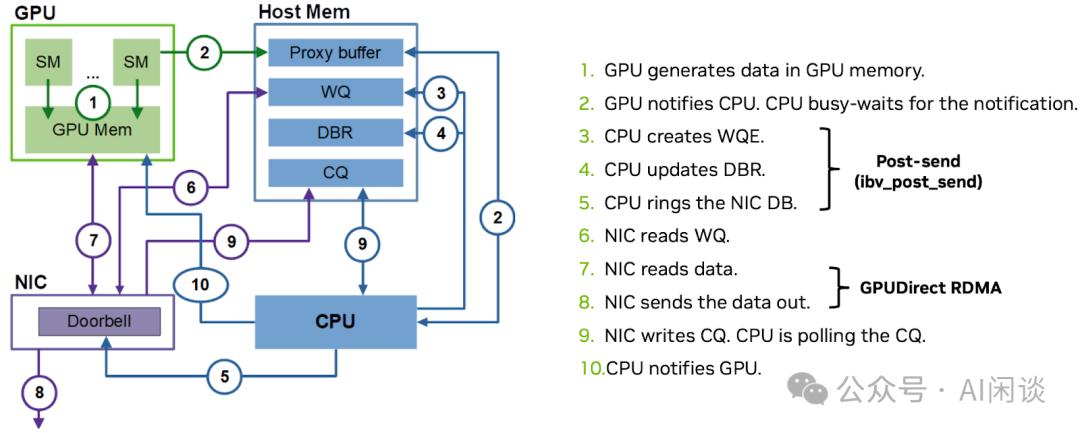 GPU
SM
...
SM
1
GPU Mem
2
Host Mem
Proxy buffer
WQ
DBR
CQ
3
4
6
2
7
9
9
10
NIC
Doorbell
CPU
5
8
1. GPU generates data in GPU memory.
2. GPU notifies CPU. CPU busy-waits for the notification.
3. CPU creates WQE.
4. CPU updates DBR.
5. CPU rings the NIC DB.
Post-send
(ibv_post_send)
6. NIC reads WQ.
7. NIC reads data.
8. NIC sends the data out.
GPUDirect RDMA
9. NIC writes CQ. CPU is polling the CQ.
10.CPU notifies GPU.
公众号 · AI闲谈